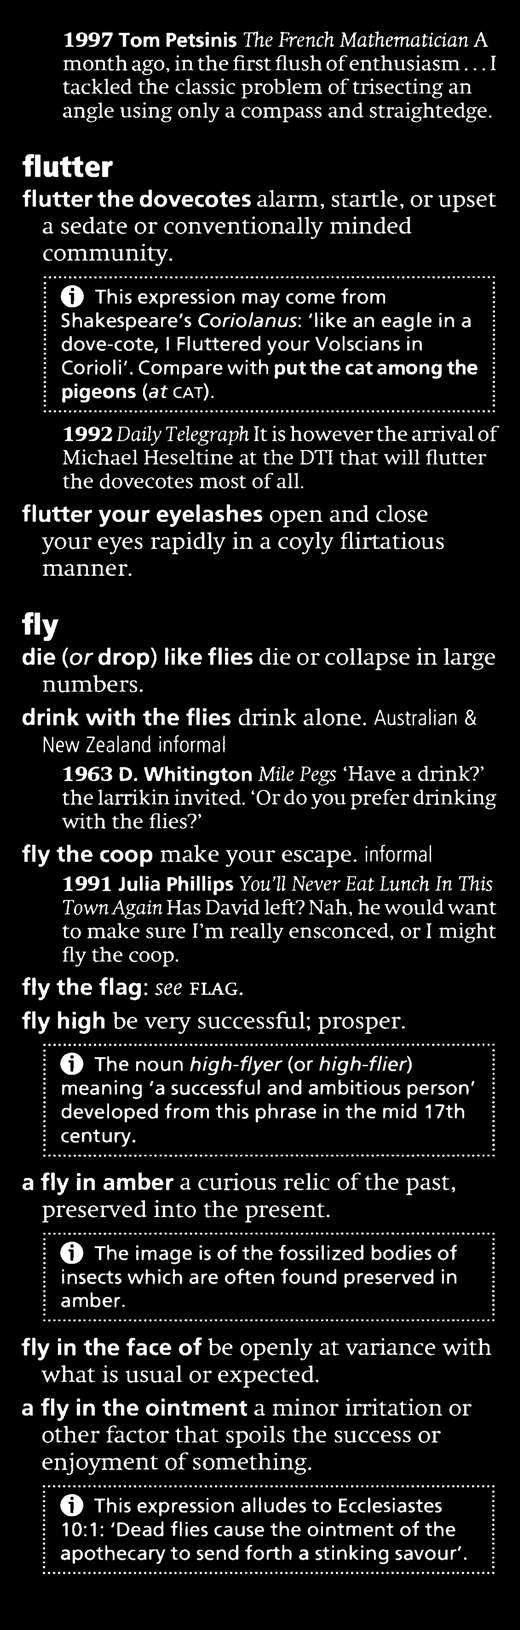 1997 Tom Petsinis The French Mathematician A
month ago, in the first flush of enthusiasm . . . I
tackled the classic problem of trisecting an
angle using only a compass and straightedge.
flutter
flutter the dovecotes alarm, startle, or upset
a sedate or conventionally minded
community.
i This expression may come from
Shakespeare's Coriolanus: 'like an eagle in a
dove-cote, I Fluttered your Volscians in
Corioli'. Compare with put the cat among the
pigeons (at CAT).
1992 Daily Telegraph It is however the arrival of
Michael Heseltine at the DTI that will flutter
the dovecotes most of all.
flutter your eyelashes open and close
your eyes rapidly in a coyly flirtatious
manner.
fly
die (or drop) like flies die or collapse in large
numbers.
drink with the flies drink alone. Australian &
New Zealand informal
1963 D. Whitington Mile Pegs 'Have a drink?'
the larrikin invited. 'Or do you prefer drinking
with the flies?'
fly the coop make your escape. informal
1991 Julia Phillips You'll Never Eat Lunch In This
Town Again Has David left? Nah, he would want
to make sure I'm really ensconced, or I might
fly the coop.
fly the flag: see FLAG.
fly high be very successful; prosper.
i The noun high-flyer (or high-flier)
meaning 'a successful and ambitious person'
developed from this phrase in the mid 17th
century.
a fly in amber a curious relic of the past,
preserved into the present.
i The image is of the fossilized bodies of
insects which are often found preserved in
amber.
fly in the face of be openly at variance with
what is usual or expected.
a fly in the ointment a minor irritation or
other factor that spoils the success or
enjoyment of something.
i This expression alludes to Ecclesiastes
10:1: 'Dead flies cause the ointment of the
apothecary to send forth a stinking savour'.